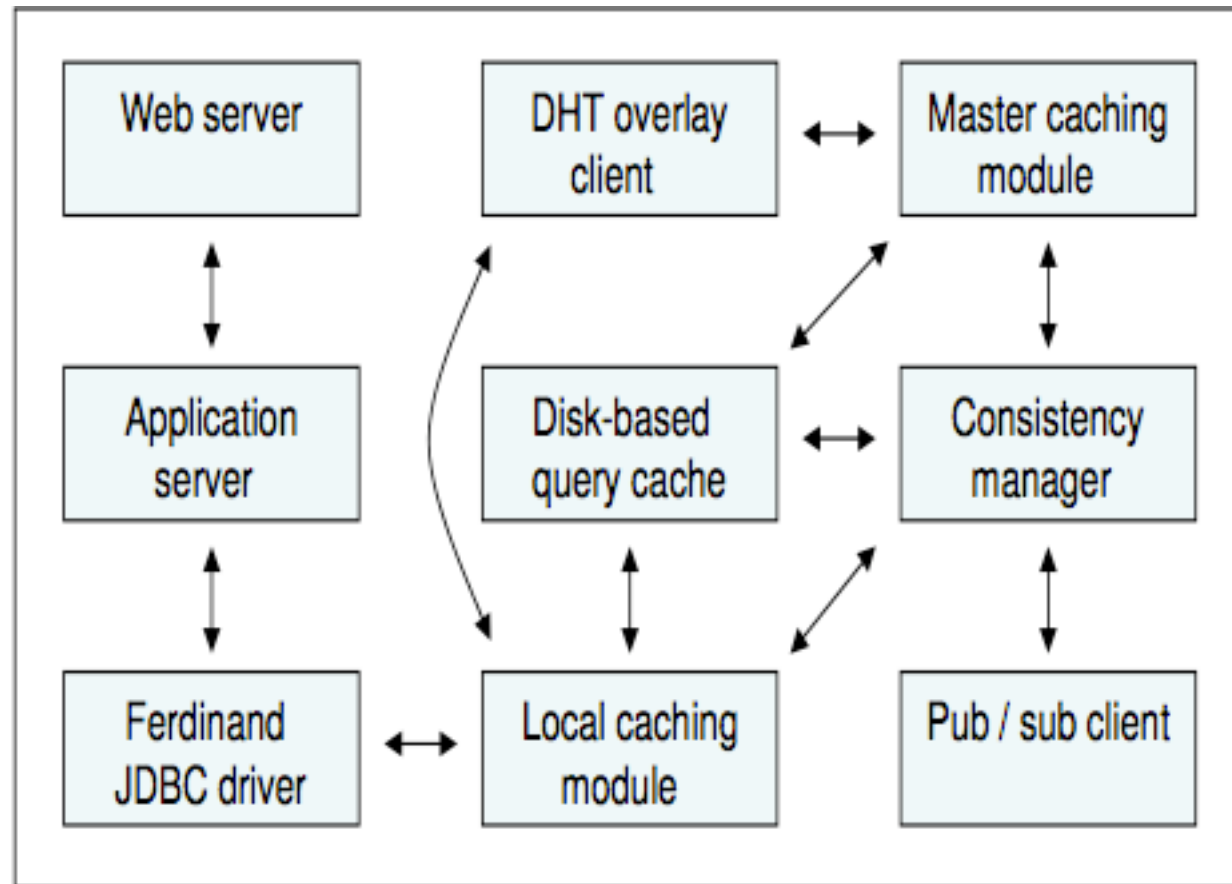 Web server
DHT overlay
client
Master caching
module
Application
server
Disk-based
query cache
Consistency
manager
Ferdinand
JDBC driver
Local caching
module
Pub / sub client